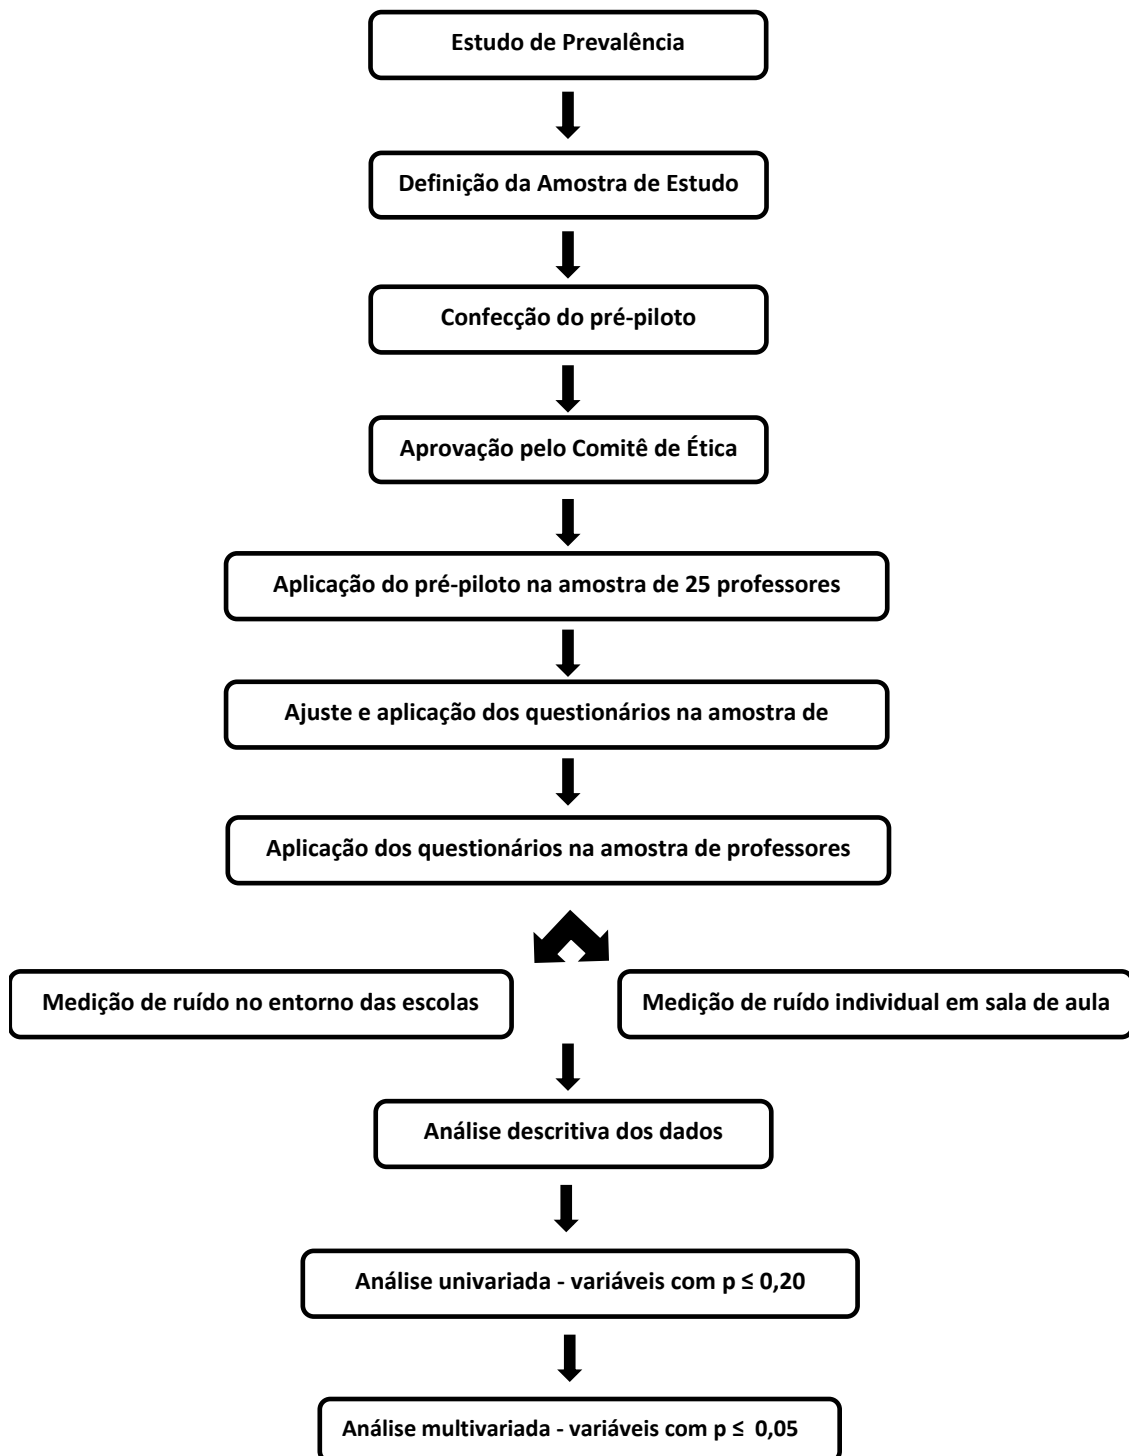 Estudo de Prevalência
Definição da Amostra de Estudo
Confecção do pré-piloto
Aprovação pelo Comitê de Ética
Aplicação do pré-piloto na amostra de 25 professores
Ajuste e aplicação dos questionários na amostra de
Aplicação dos questionários na amostra de professores
Medição de ruído no entorno das escolas
Medição de ruído individual em sala de aula
Análise descritiva dos dados
Análise univariada - variáveis com p ≤ 0,20
Análise multivariada - variáveis com p ≤ 0,05